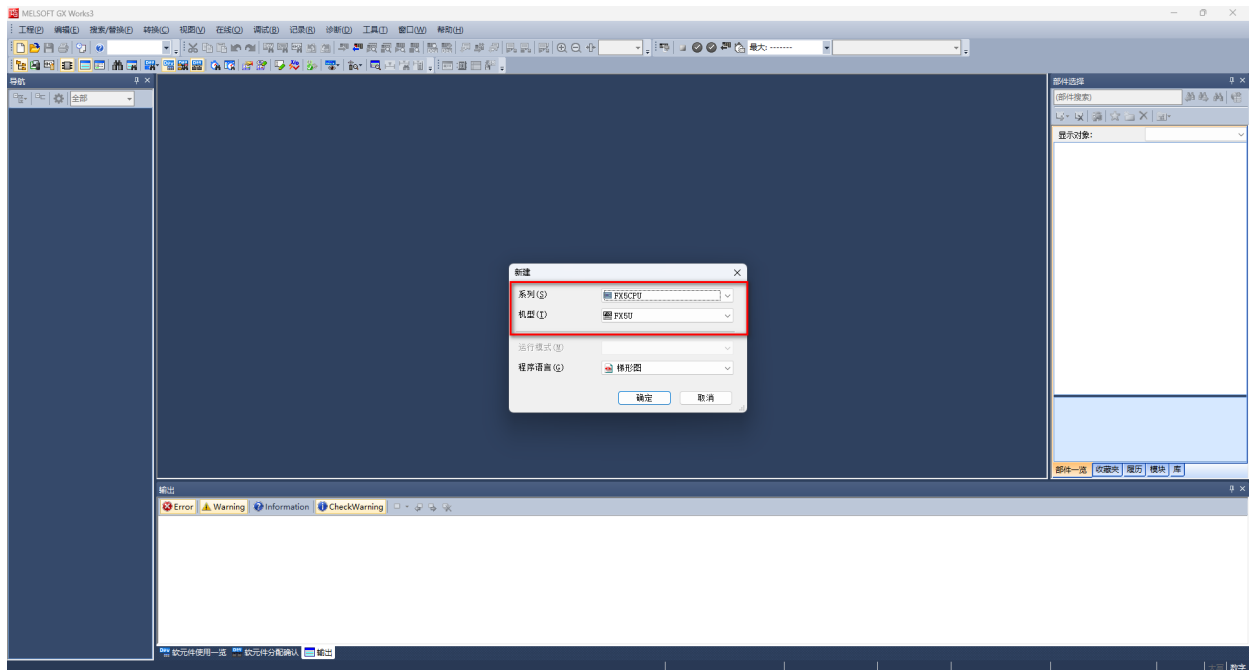 MELSOFT GX Works3
工程(P) 编辑(E) 搜索/替换(F) 转换(C) 视图(V) 在线(O) 调试(B) 记录(R) 诊断(D) 工具(T) 窗口(W) 帮助(H)
最大: -------
导航
全部
部件选择
(部件搜索)
显示对象:
新建
系列(S) FX5CPU
机型(T) FX5U
运行模式(M)
程序语言(G) 梯形图
确定 取消
部件一览 收藏夹 履历 模块 库
输出
Error Warning Information CheckWarning
软元件使用一览 软元件分配确认 输出
数字